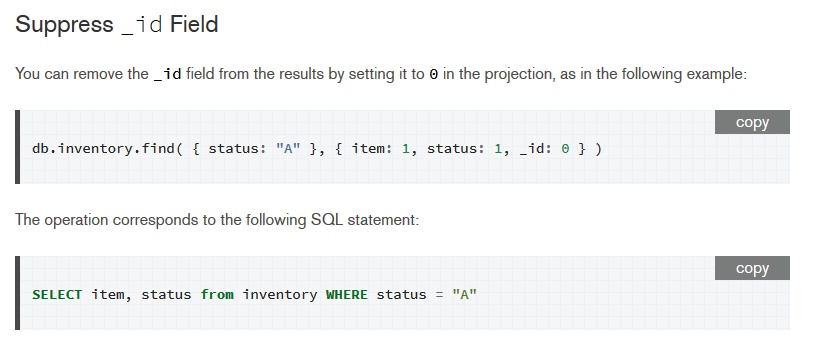 Suppress _id Field
You can remove the _id field from the results by setting it to 0 in the projection, as in the following example:
copy
db.inventory.find( { status: "A" }, { item: 1, status: 1, _id: 0 } )
The operation corresponds to the following SQL statement:
copy
SELECT item, status from inventory WHERE status = "A"